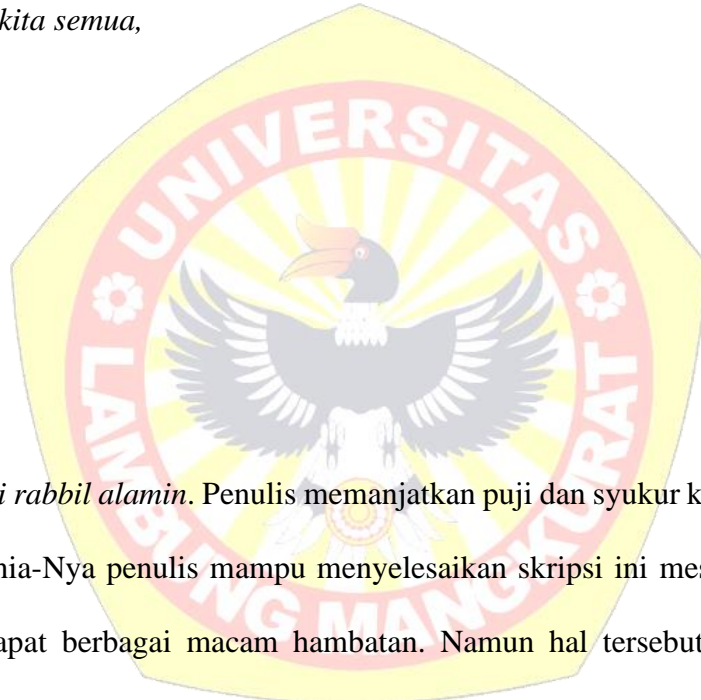 kita semua,
UNIVERSITAS
LAMBUNG MANGKURAT
i rabbil alamin. Penulis memanjatkan puji dan syukur k
nia-Nya penulis mampu menyelesaikan skripsi ini mes
apat berbagai macam hambatan. Namun hal tersebut